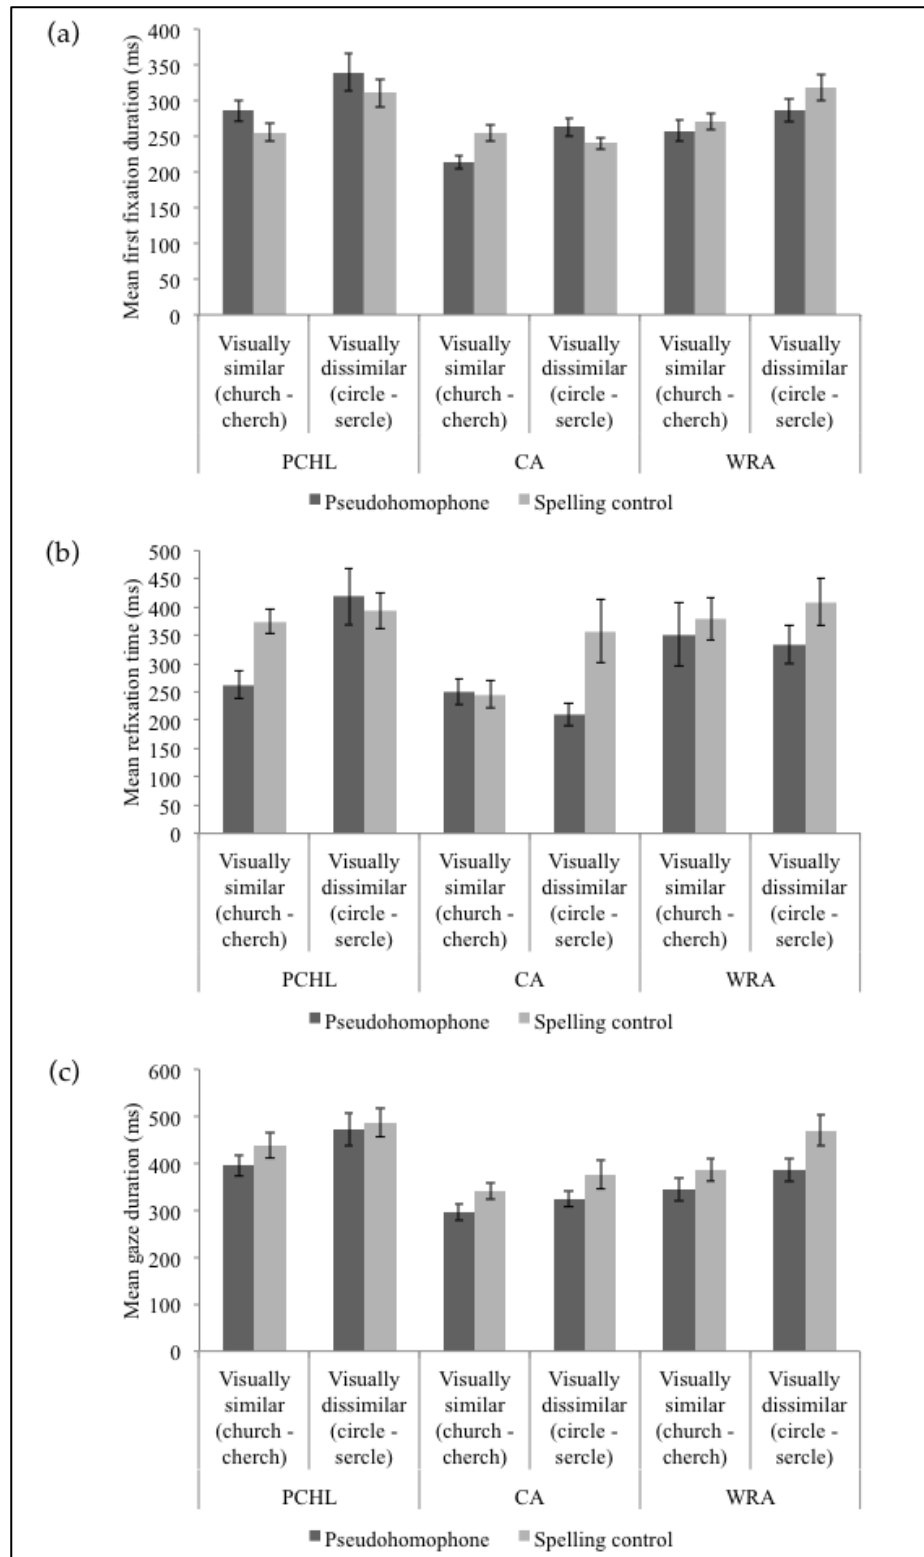 (a)
Mean first fixation duration (ms)
400
350
300
250
200
150
100
50
0
Visually similar (church - cherch)
Visually dissimilar (circle - sercle)
Visually similar (church - cherch)
Visually dissimilar (circle - sercle)
Visually similar (church - cherch)
Visually dissimilar (circle - sercle)
PCHL CA WRA
Pseudohomophone Spelling control
(b)
Mean refixation time (ms)
500
450
400
350
300
250
200
150
100
50
0
Visually similar (church - cherch)
Visually dissimilar (circle - sercle)
Visually similar (church - cherch)
Visually dissimilar (circle - sercle)
Visually similar (church - cherch)
Visually dissimilar (circle - sercle)
PCHL CA WRA
Pseudohomophone Spelling control
(c)
Mean gaze duration (ms)
600
500
400
300
200
100
0
Visually similar (church - cherch)
Visually dissimilar (circle - sercle)
Visually similar (church - cherch)
Visually dissimilar (circle - sercle)
Visually similar (church - cherch)
Visually dissimilar (circle - sercle)
PCHL CA WRA
Pseudohomophone Spelling control